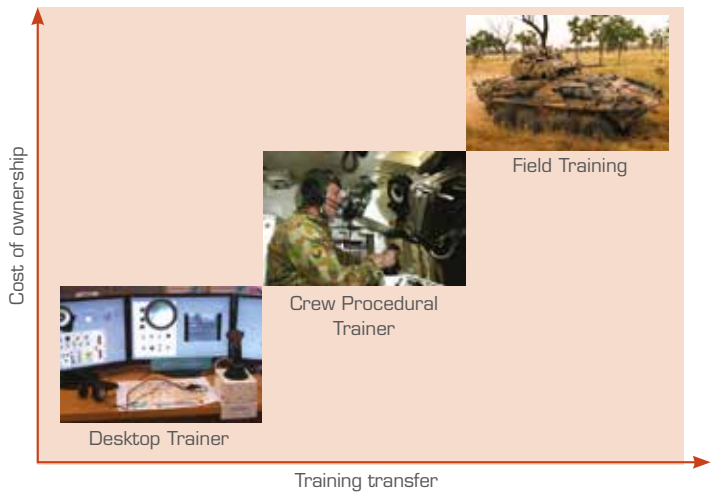 Cost of ownership
Field Training
Crew Procedural
Trainer
Desktop Trainer
Training transfer